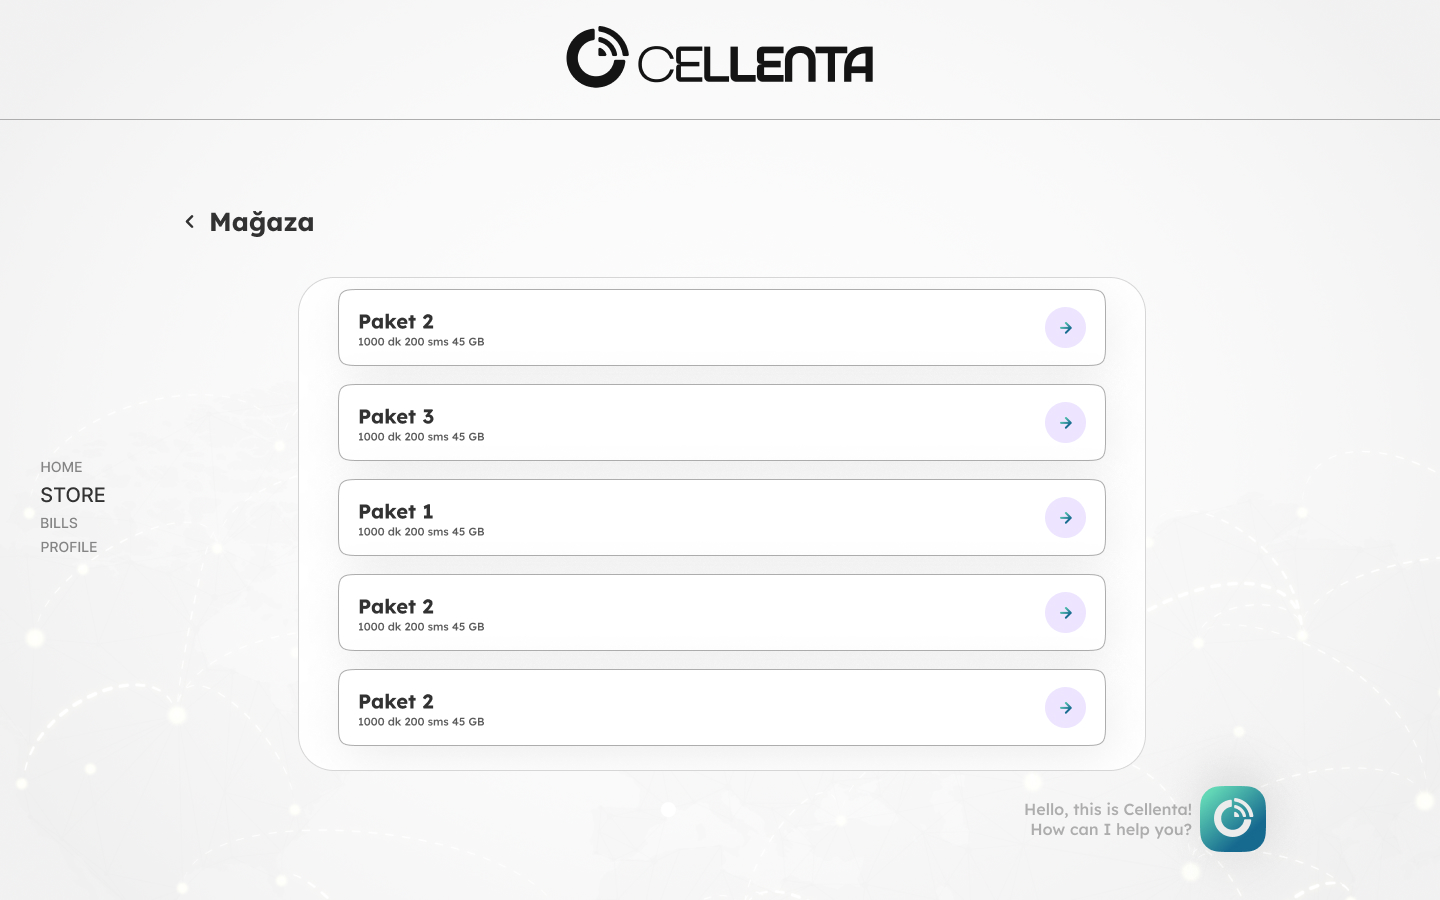 CELLENTA
Mağaza
Paket 2
1000 dk 200 sms 45 GB
Paket 3
1000 dk 200 sms 45 GB
Paket 1
1000 dk 200 sms 45 GB
Paket 2
1000 dk 200 sms 45 GB
Paket 2
1000 dk 200 sms 45 GB
HOME
STORE
BILLS
PROFILE
Hello, this is Cellenta!
How can I help you?